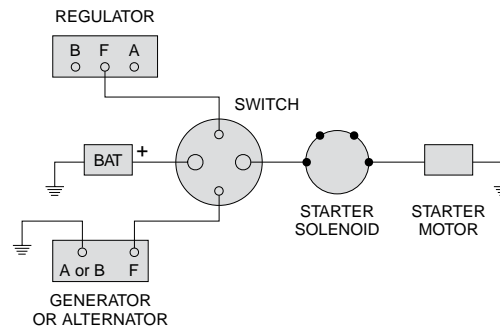 REGULATOR
B F A
SWITCH
BAT +
STARTER
SOLENOID
STARTER
MOTOR
A or B F
GENERATOR
OR ALTERNATOR